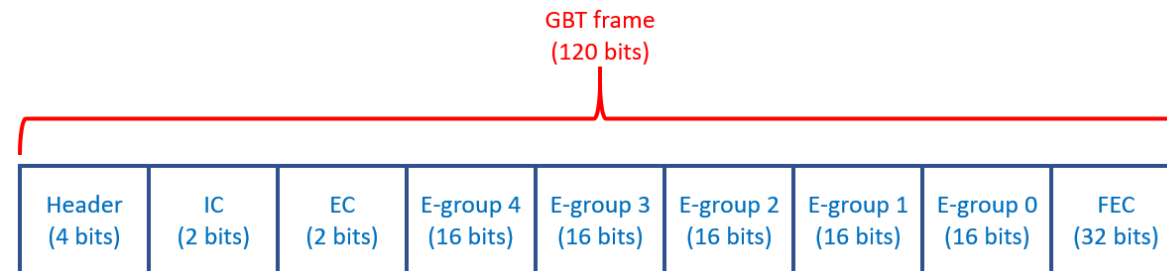 GBT frame
(120 bits)
Header
(4 bits)
IC
(2 bits)
EC
(2 bits)
E-group 4
(16 bits)
E-group 3
(16 bits)
E-group 2
(16 bits)
E-group 1
(16 bits)
E-group 0
(16 bits)
FEC
(32 bits)